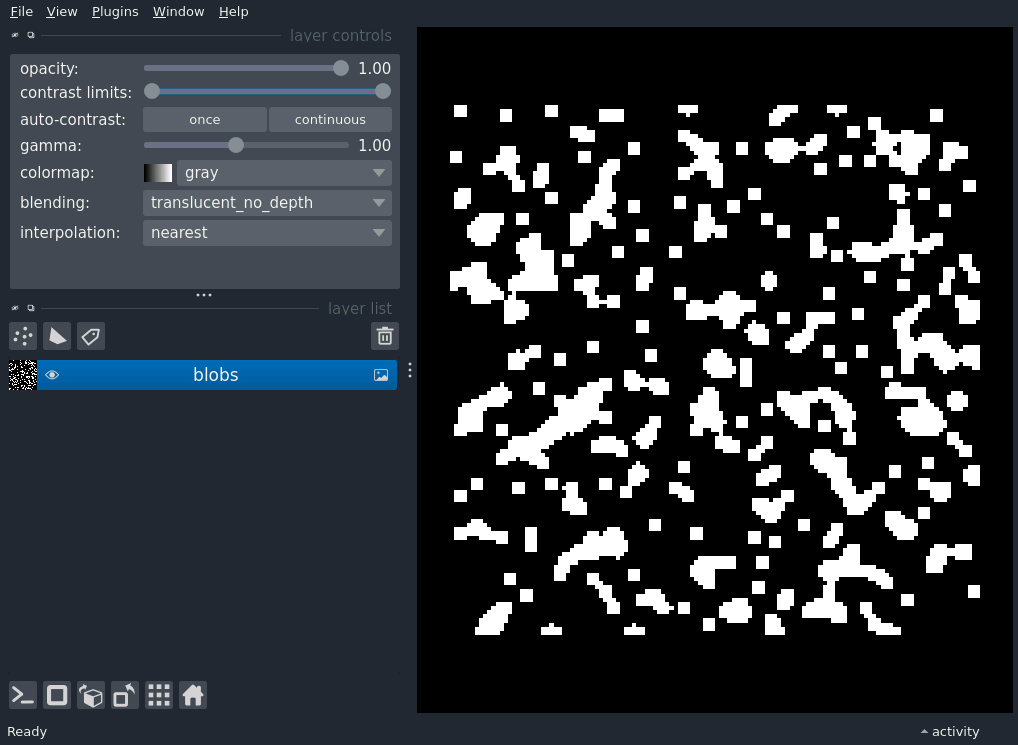 File View Plugins Window Help
layer controls
opacity: 1.00
contrast limits:
auto-contrast: once continuous
gamma: 1.00
colormap: gray
blending: translucent_no_depth
interpolation: nearest
layer list
blobs
Ready activity